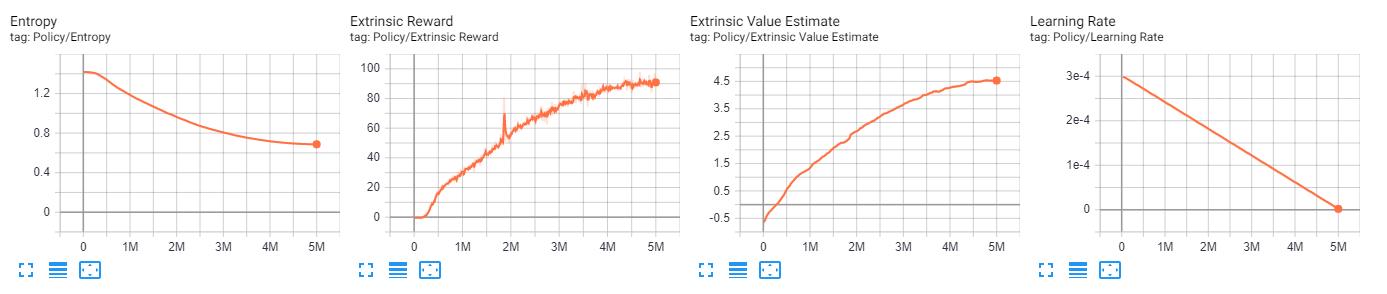 Entropy
tag: Policy/Entropy
1.2
0.8
0.4
0
0 1M 2M 3M 4M 5M
Extrinsic Reward
tag: Policy/Extrinsic Reward
100
80
60
40
20
0
0 1M 2M 3M 4M 5M
Extrinsic Value Estimate
tag: Policy/Extrinsic Value Estimate
4.5
3.5
2.5
1.5
0.5
-0.5
0 1M 2M 3M 4M 5M
Learning Rate
tag: Policy/Learning Rate
3e-4
2e-4
1e-4
0
0 1M 2M 3M 4M 5M